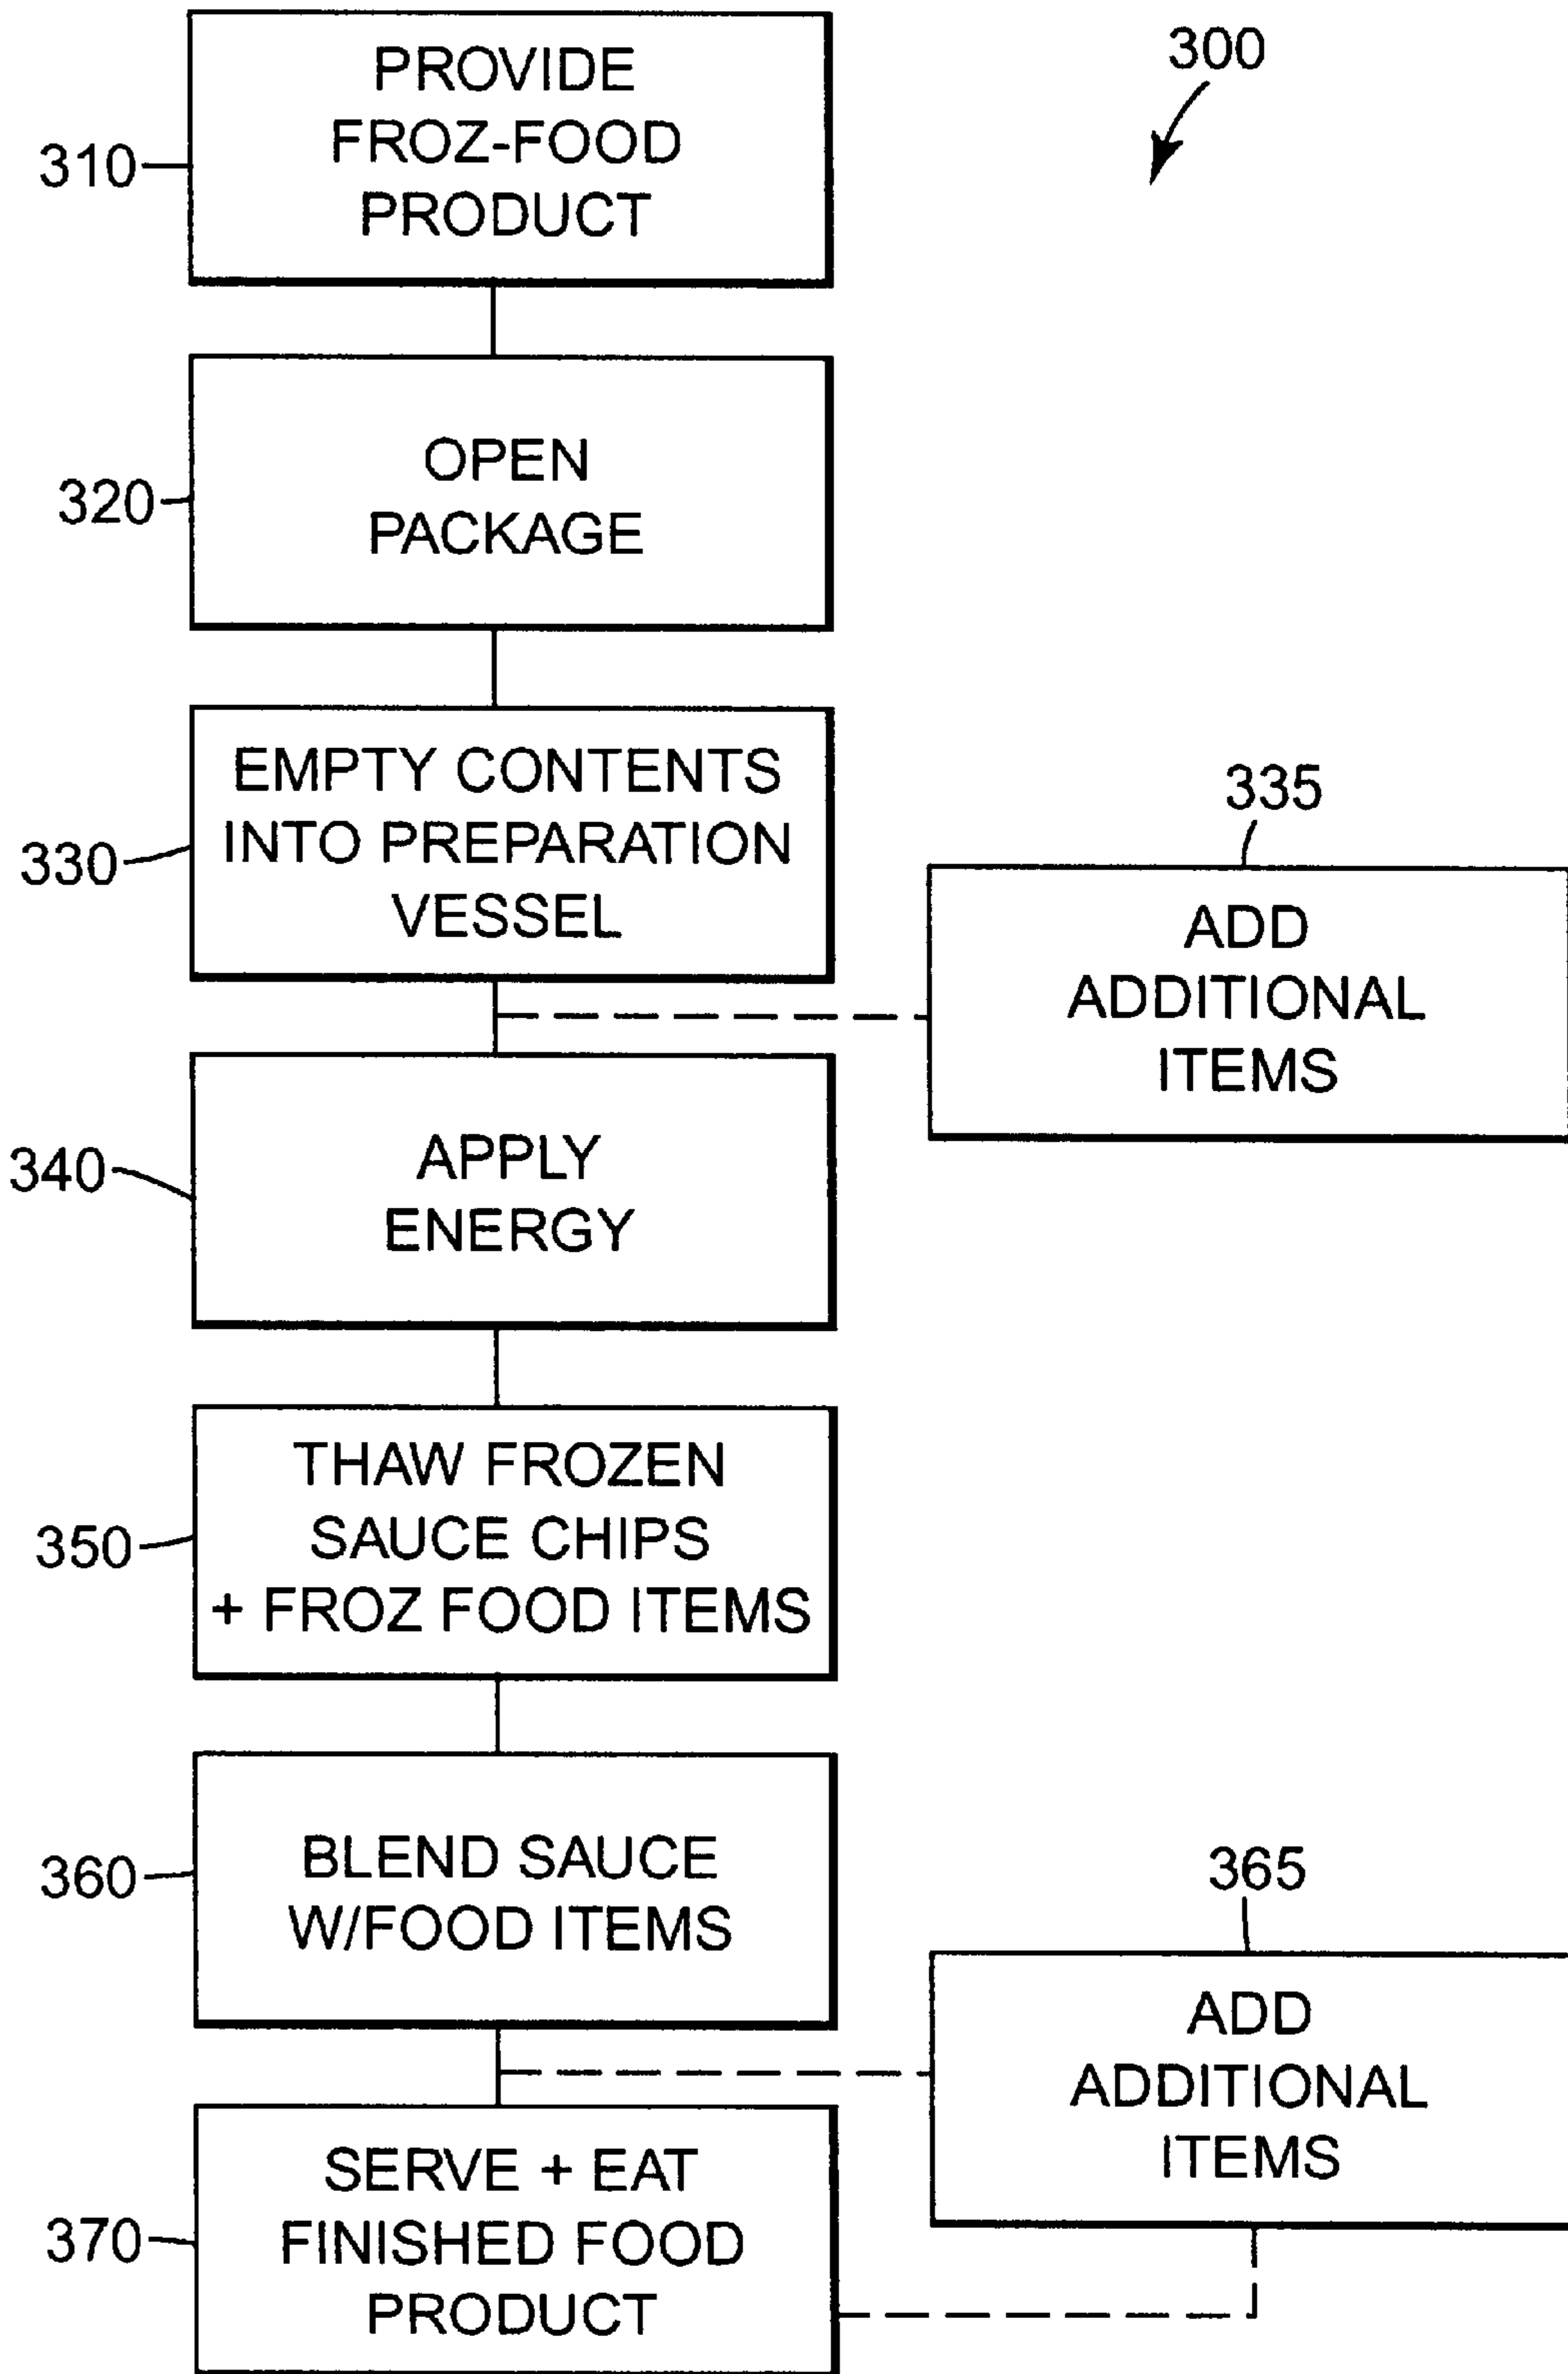 300
310
PROVIDE
FROZ-FOOD
PRODUCT
320
OPEN
PACKAGE
330
EMPTY CONTENTS
INTO PREPARATION
VESSEL
335
ADD
ADDITIONAL
ITEMS
340
APPLY
ENERGY
350
THAW FROZEN
SAUCE CHIPS
+ FROZ FOOD ITEMS
360
BLEND SAUCE
W/FOOD ITEMS
365
ADD
ADDITIONAL
ITEMS
370
SERVE + EAT
FINISHED FOOD
PRODUCT